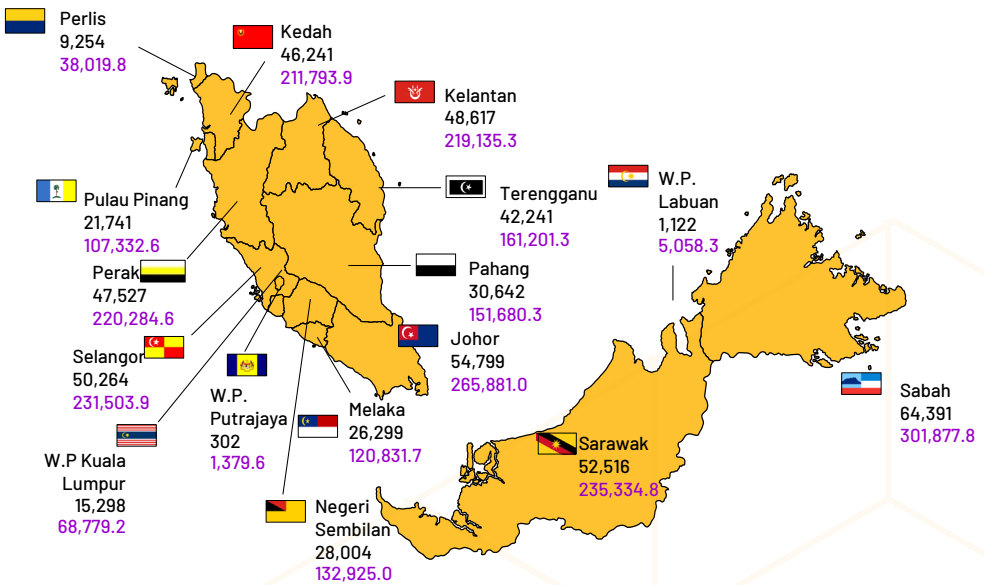 Perlis
9,254
38,019.8
Kedah
46,241
211,793.9
Kelantan
48,617
219,135.3
Pulau Pinang
21,741
107,332.6
Terengganu
42,241
161,201.3
W.P.
Labuan
1,122
5,058.3
Perak
47,527
220,284.6
Pahang
30,642
151,680.3
Selangor
50,264
231,503.9
Johor
54,799
265,881.0
W.P.
Putrajaya
302
1,379.6
Melaka
26,299
120,831.7
Sabah
64,391
301,877.8
Sarawak
52,516
235,334.8
W.P Kuala
Lumpur
15,298
68,779.2
Negeri
Sembilan
28,004
132,925.0